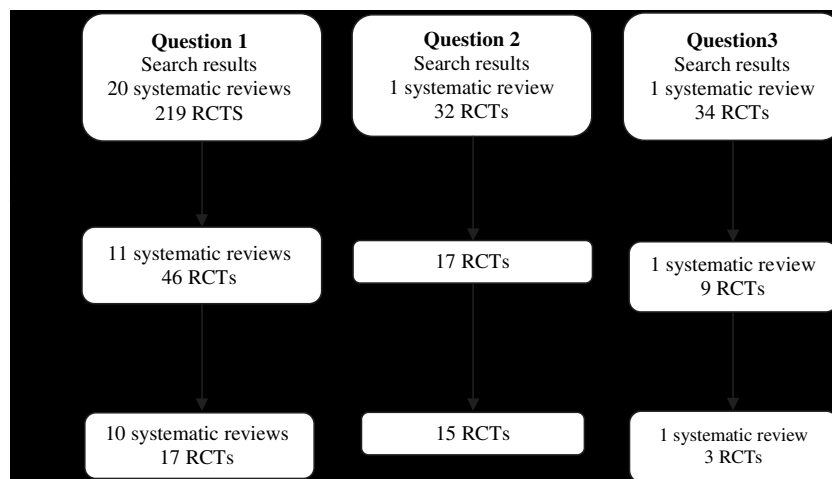 Question 1
Search results
20 systematic reviews
219 RCTS
11 systematic reviews
46 RCTs
10 systematic reviews
17 RCTs
Question 2
Search results
1 systematic review
32 RCTs
17 RCTs
15 RCTs
Question3
Search results
1 systematic review
34 RCTs
1 systematic review
9 RCTs
1 systematic review
3 RCTs